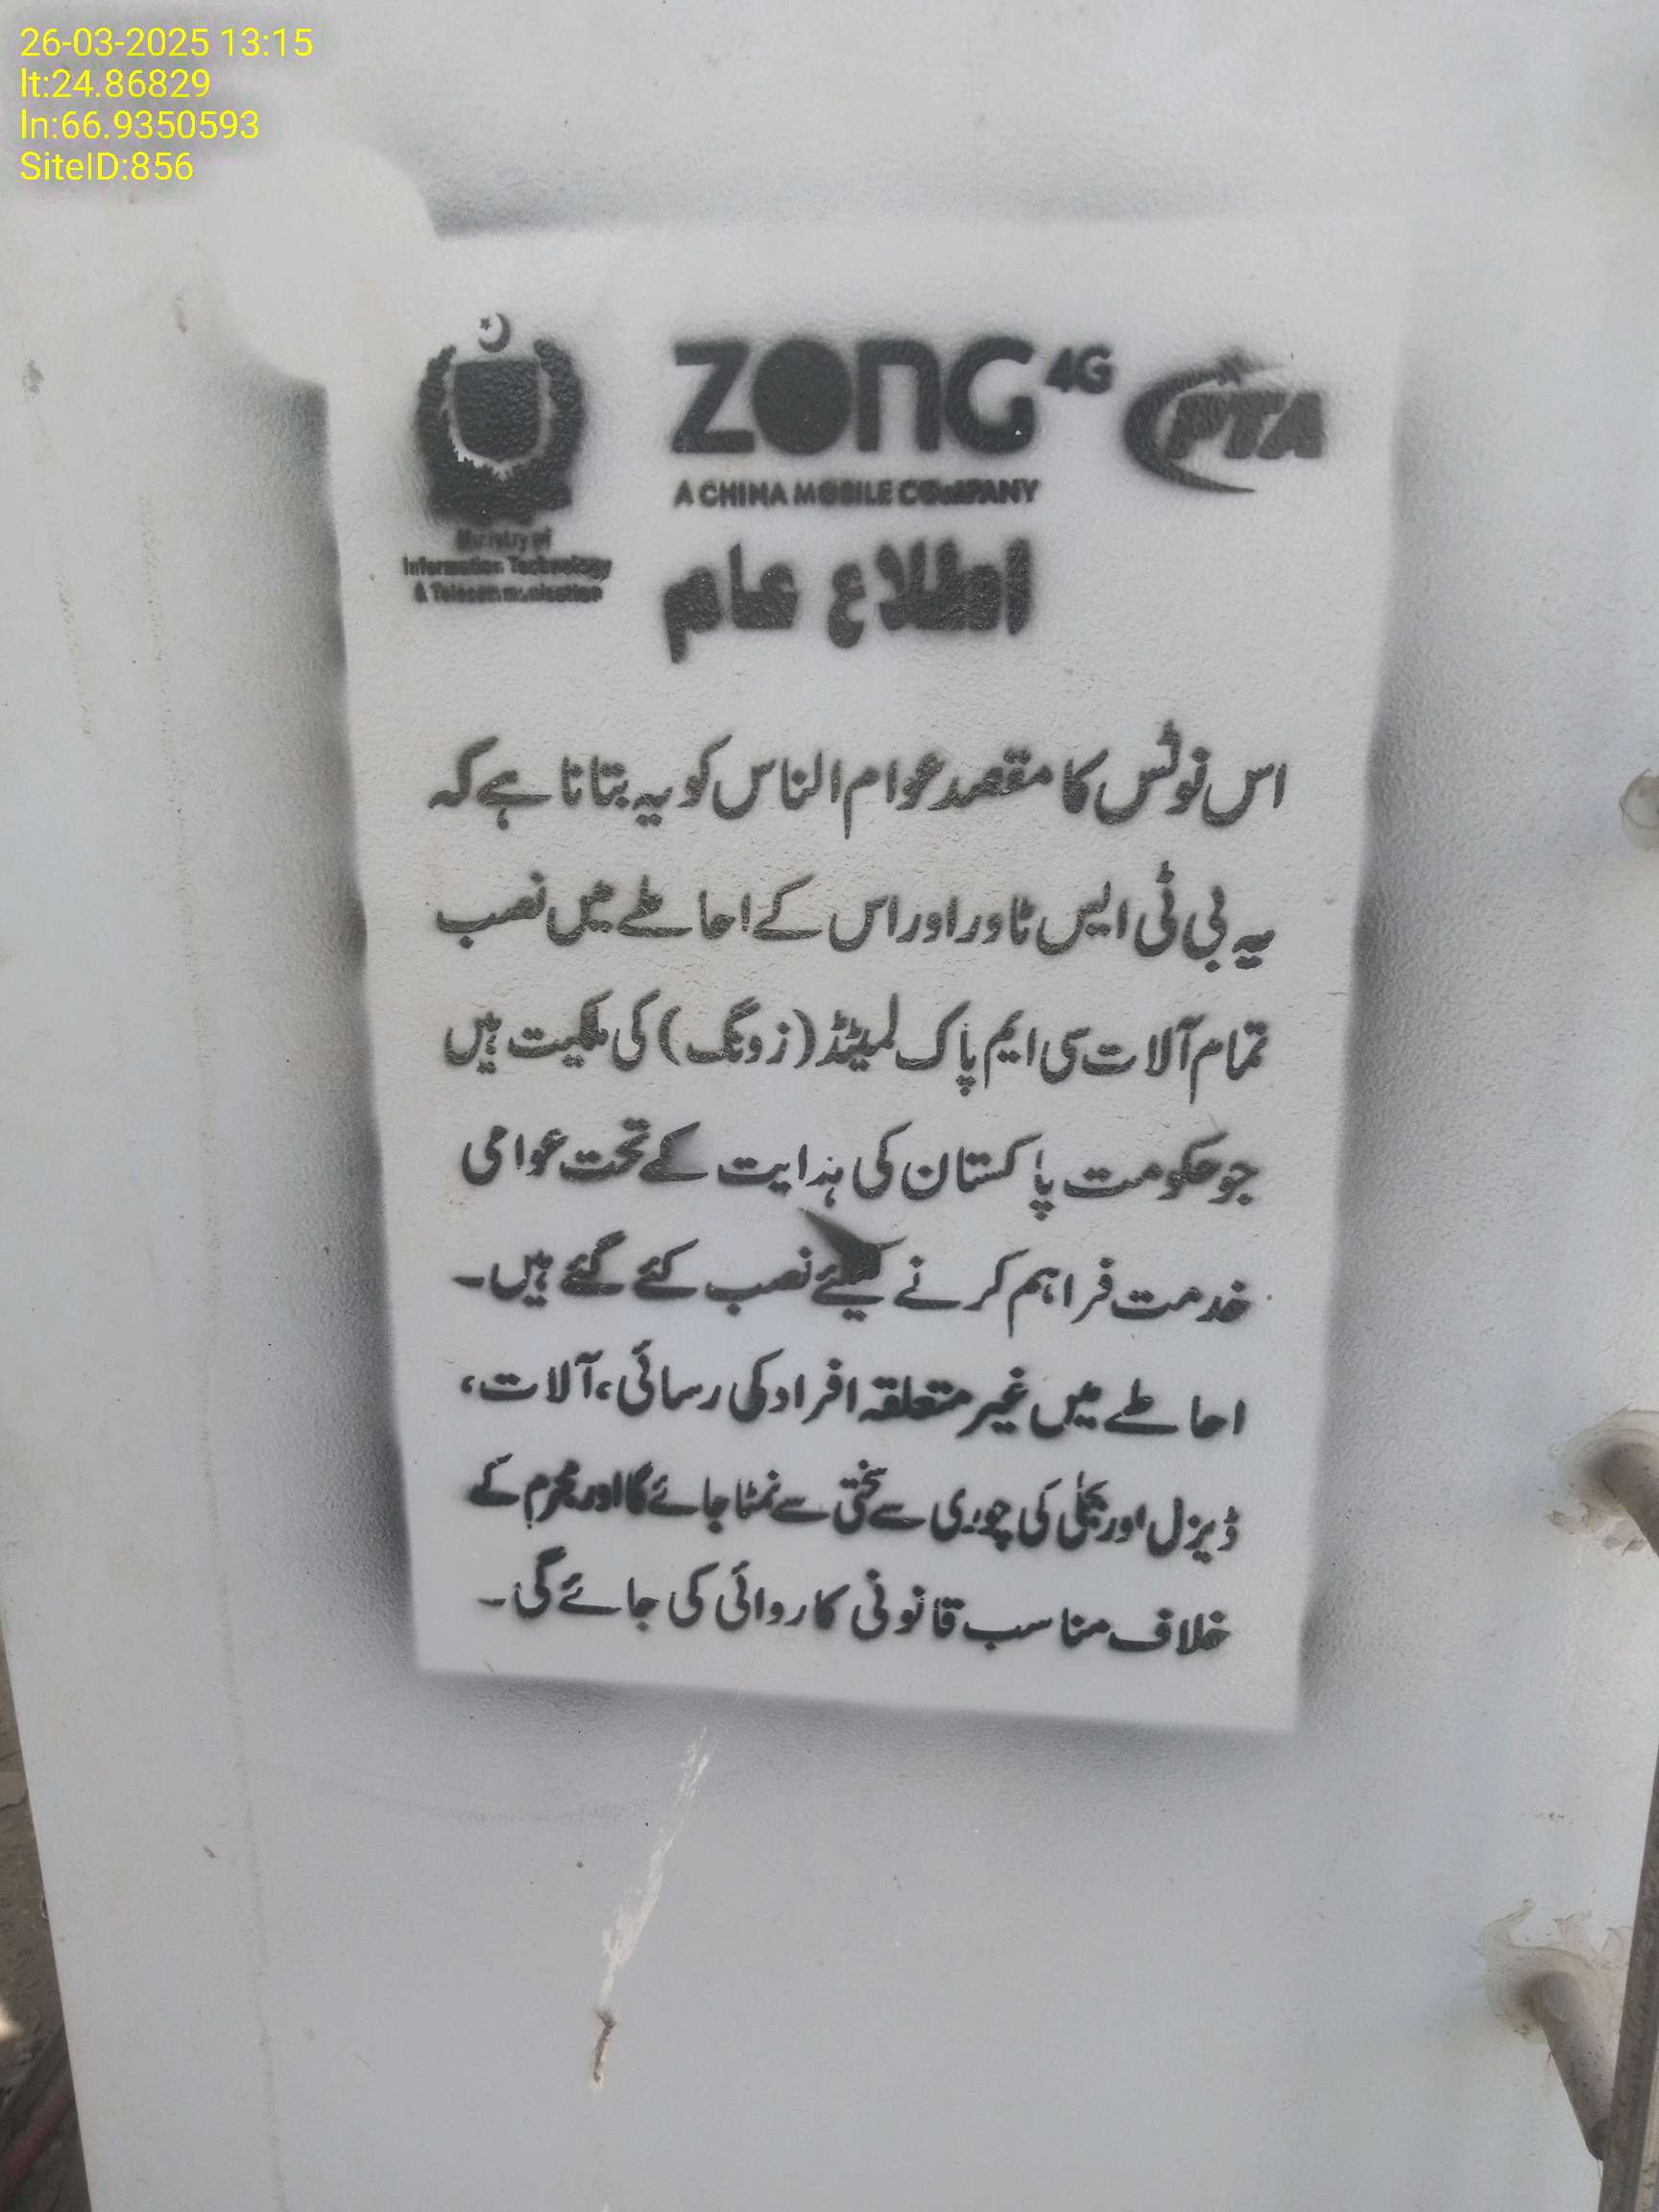 26-03-2025 13:15
lt:24.86829
ln:66.9350593
SiteID:856
ZONG 4G
PTA
A CHINA MOBILE COMPANY
Ministry of
Information Technology
& Telecommunication
اطلاع عام
اس نوٹس کا مقصد عوام الناس کو یہ بتانا ہے کہ
یہ بی ٹی ایس ٹاور اور اس کے احاطے میں نصب
تمام آلات سی ایم پاک لمیٹڈ (زونگ) کی ملکیت ہیں
جو حکومت پاکستان کی ہدایت کے تحت عوامی
خدمت فراہم کرنے کیلئے نصب کئے گئے ہیں۔
احاطے میں غیر متعلقہ افراد کی رسائی، آلات،
ڈیزل اور بجلی کی چوری سے سختی سے نمٹا جائے گا اور مجرم کے
خلاف مناسب قانونی کاروائی کی جائے گی۔